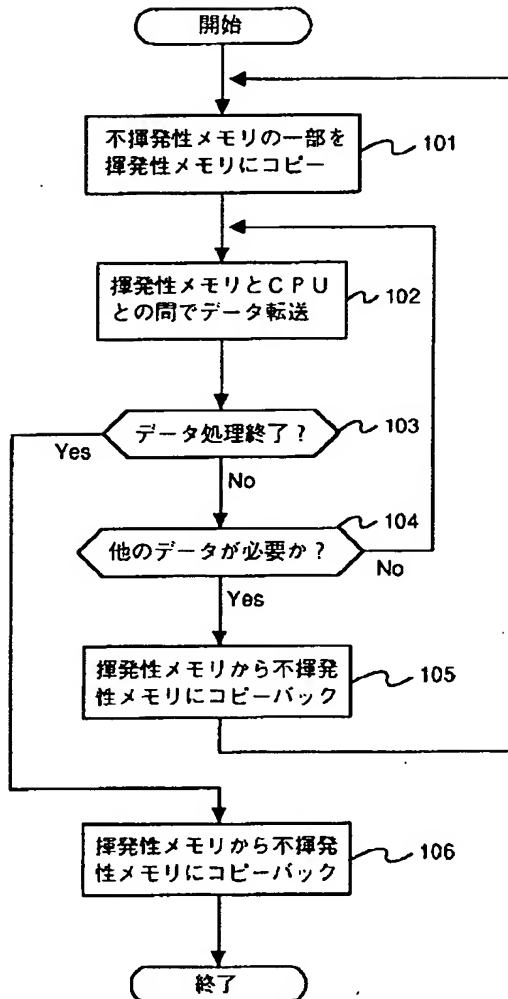 開始
不揮発性メモリの一部を
揮発性メモリにコピー
101
揮発性メモリとCPU
との間でデータ転送
102
データ処理終了?
103
Yes
No
104
他のデータが必要か?
No
Yes
揮発性メモリから不揮発
性メモリにコピーバック
105
揮発性メモリから不揮発
性メモリにコピーバック
106
終了